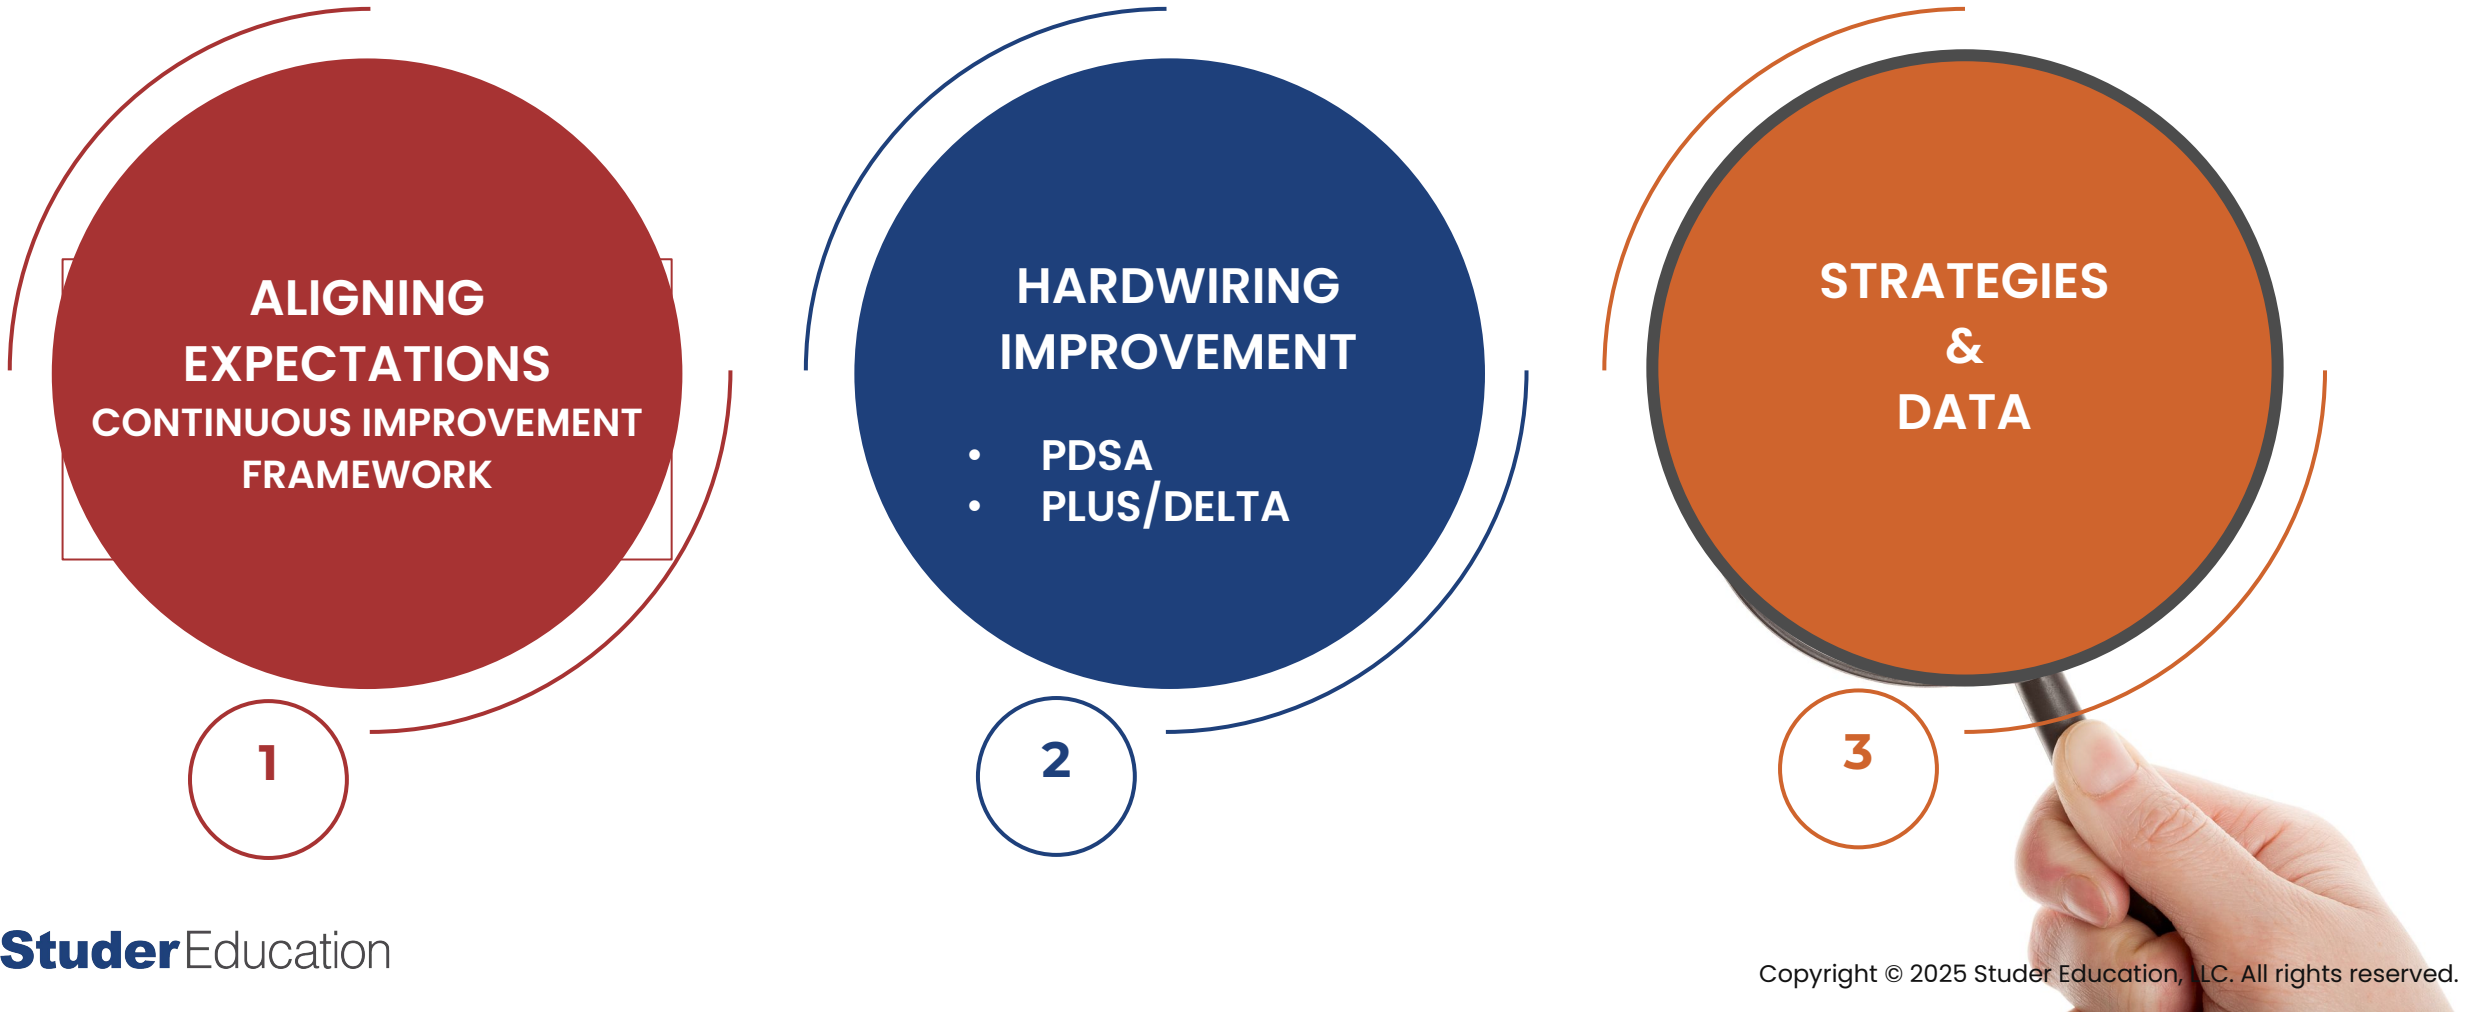 ALIGNING
EXPECTATIONS
CONTINUOUS IMPROVEMENT
FRAMEWORK
1
HARDWIRING
IMPROVEMENT
• PDSA
• PLUS/DELTA
2
STRATEGIES
&
DATA
3
StuderEducation
Copyright © 2025 Studer Education, LLC. All rights reserved.